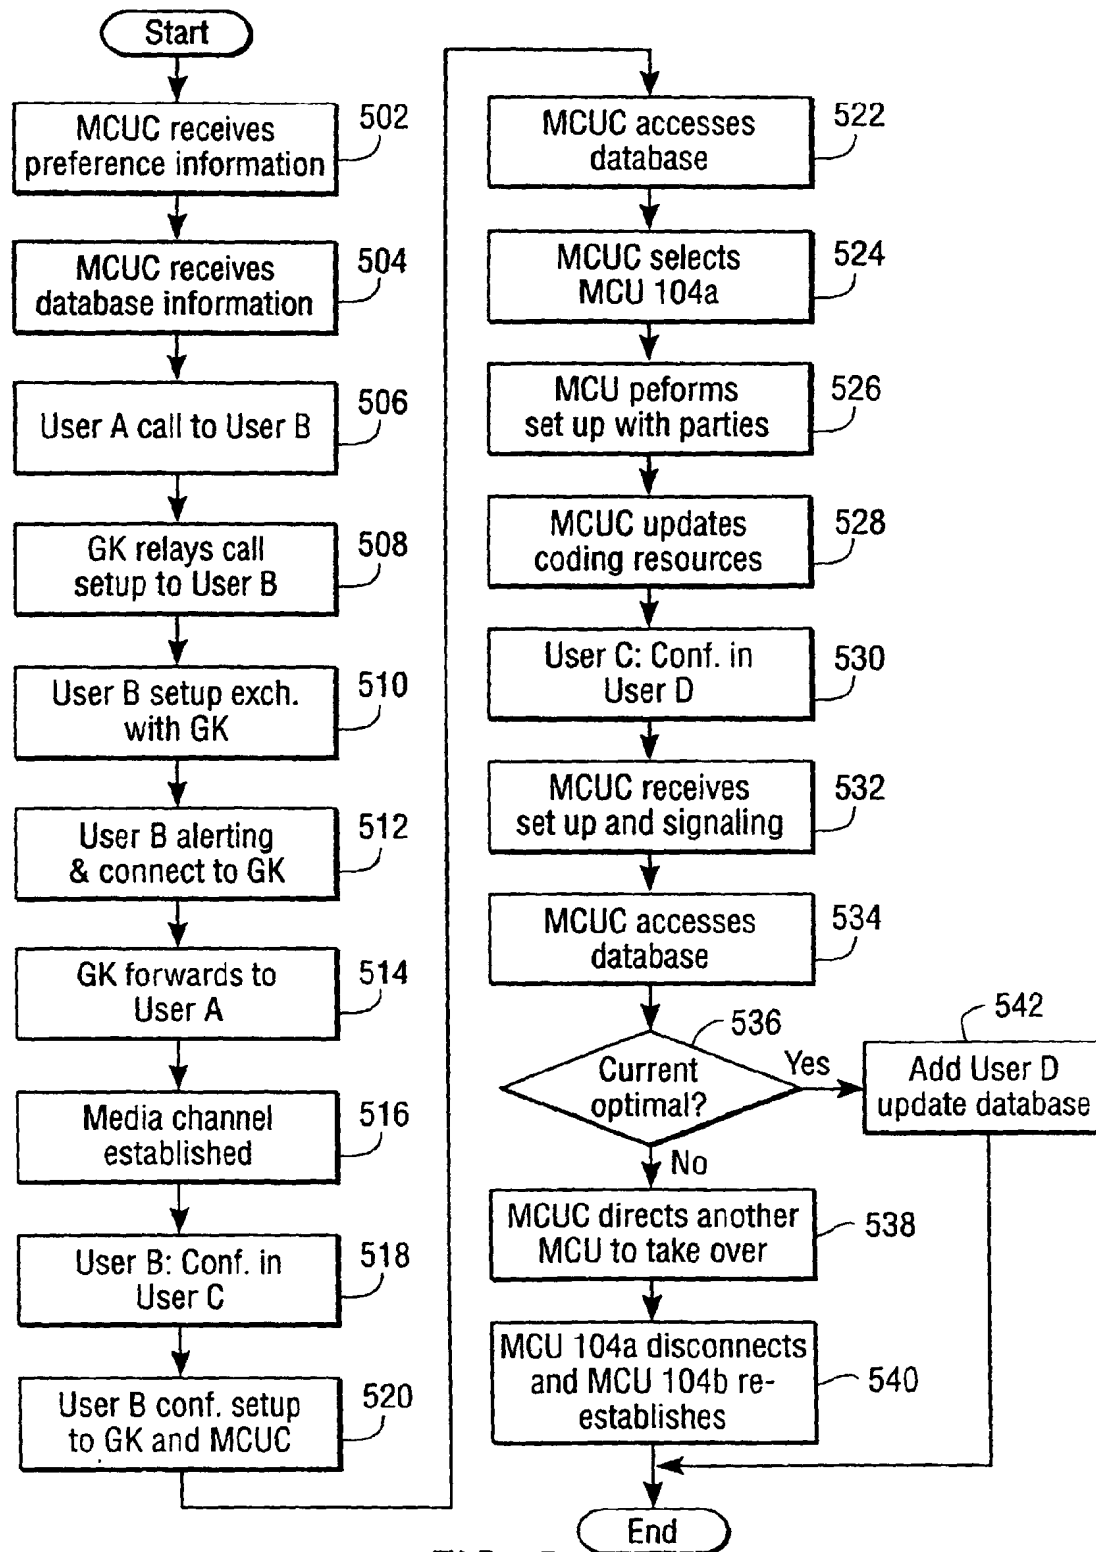 Start
MCUC receives
preference information
502
MCUC receives
database information
504
User A call to User B
506
GK relays call
setup to User B
508
User B setup exch.
with GK
510
User B alerting
& connect to GK
512
GK forwards to
User A
514
Media channel
established
516
User B: Conf. in
User C
518
User B conf. setup
to GK and MCUC
520
MCUC accesses
database
522
MCUC selects
MCU 104a
524
MCU peforms
set up with parties
526
MCUC updates
coding resources
528
User C: Conf. in
User D
530
MCUC receives
set up and signaling
532
MCUC accesses
database
534
Current
optimal?
536
Yes
Add User D
update database
542
No
MCUC directs another
MCU to take over
538
MCU 104a disconnects
and MCU 104b re-
establishes
540
End